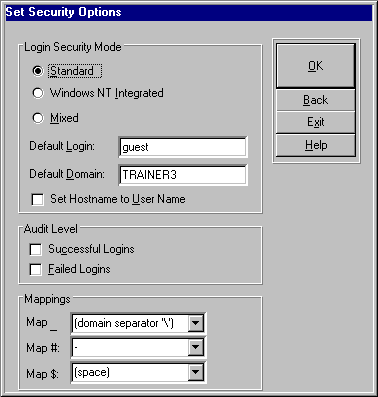 Set Security Options
Login Security Mode
Standard
Windows NT Integrated
Mixed
Default Login: guest
Default Domain: TRAINER3
Set Hostname to User Name
Audit Level
Successful Logins
Failed Logins
Mappings
Map _ (domain separator '\')
Map #: -
Map $: (space)
OK
Back
Exit
Help